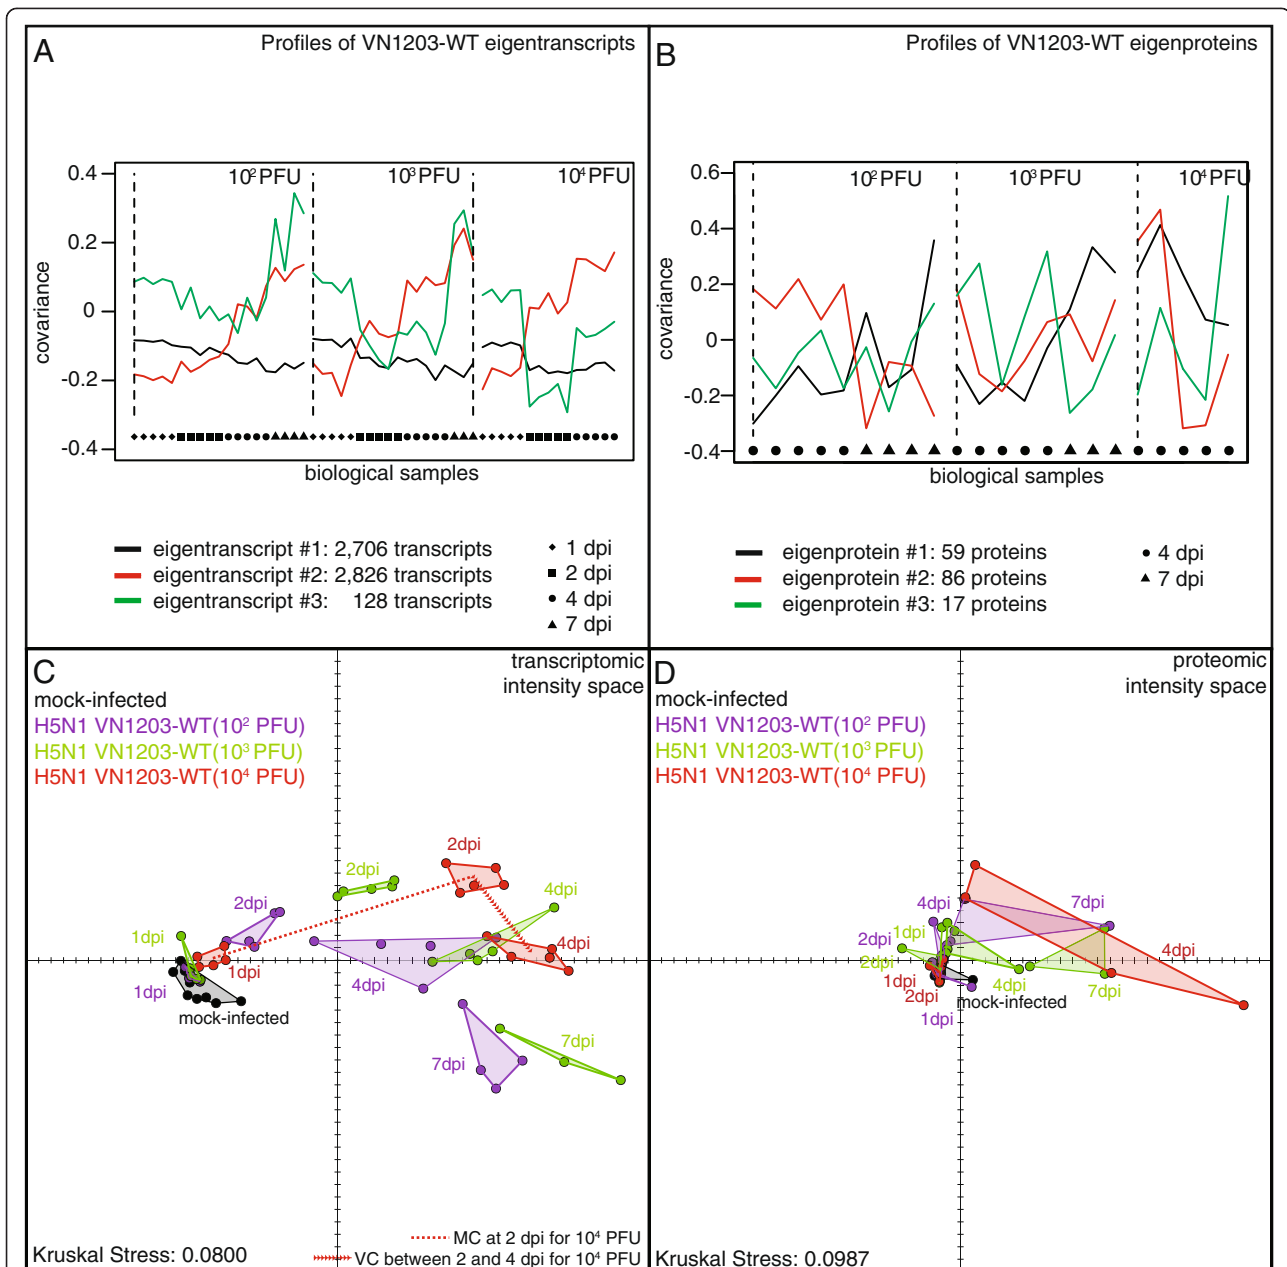 A
Profiles of VN1203-WT eigentranscripts
0.4
0.2
0
-0.2
-0.4
covariance
10² PFU
10³ PFU
10⁴ PFU
biological samples
eigentranscript #1: 2,706 transcripts
eigentranscript #2: 2,826 transcripts
eigentranscript #3: 128 transcripts
1 dpi
2 dpi
4 dpi
7 dpi
B
Profiles of VN1203-WT eigenproteins
0.6
0.4
0.2
0
-0.2
-0.4
covariance
10² PFU
10³ PFU
10⁴ PFU
biological samples
eigenprotein #1: 59 proteins
eigenprotein #2: 86 proteins
eigenprotein #3: 17 proteins
4 dpi
7 dpi
C
transcriptomic
intensity space
mock-infected
H5N1 VN1203-WT(10² PFU)
H5N1 VN1203-WT(10³ PFU)
H5N1 VN1203-WT(10⁴ PFU)
2dpi
2dpi
2dpi
4dpi
1dpi
4dpi
1dpi
4dpi
1dpi
mock-infected
7dpi
7dpi
MC at 2 dpi for 10⁴ PFU
VC between 2 and 4 dpi for 10⁴ PFU
Kruskal Stress: 0.0800
D
proteomic
intensity space
mock-infected
H5N1 VN1203-WT(10² PFU)
H5N1 VN1203-WT(10³ PFU)
H5N1 VN1203-WT(10⁴ PFU)
4dpi
7dpi
1dpi
2dpi
4dpi
2dpi
1dpi
4dpi
7dpi
2dpi
mock-infected
1dpi
Kruskal Stress: 0.0987